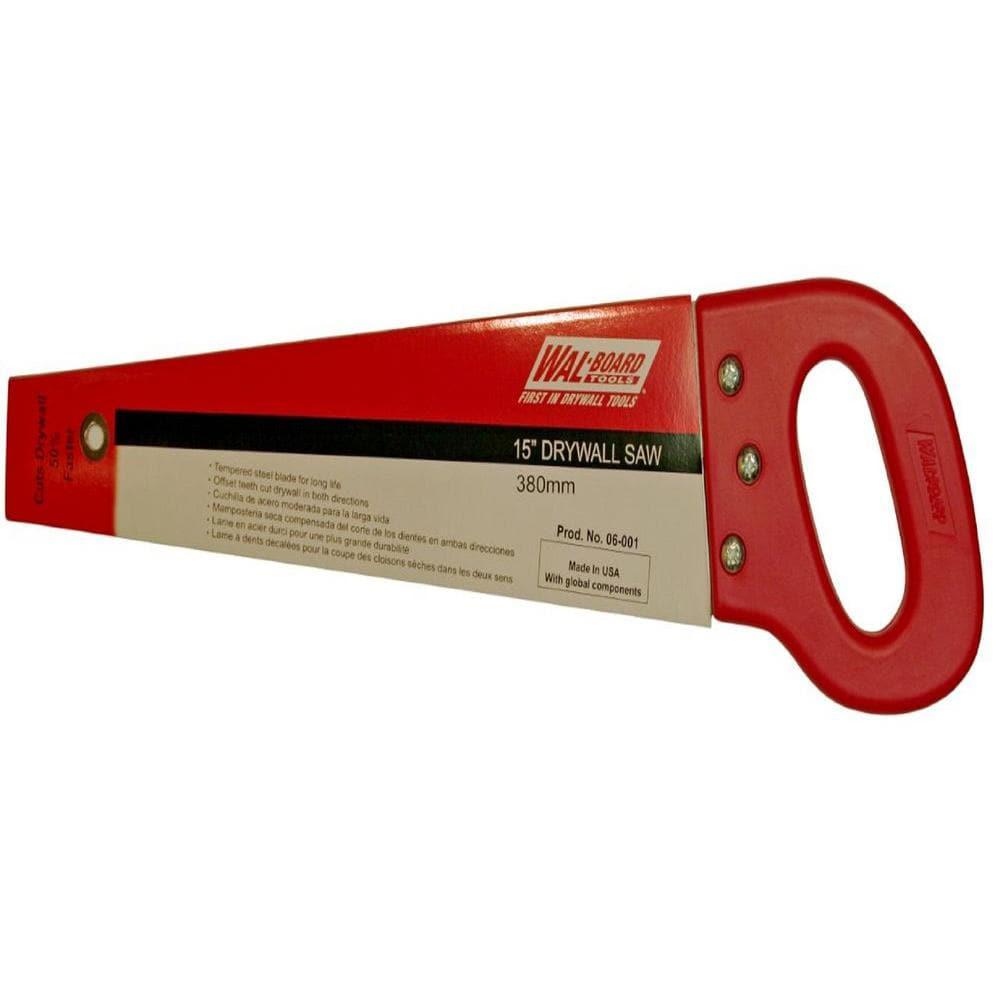 WAL·BOARD
TOOLS®
FIRST IN DRYWALL TOOLS
15" DRYWALL SAW
380mm
Cuts Drywall
50%
Faster
• Tempered steel blade for long life
• Offset teeth cut drywall in both directions
• Cuchilla de acero moderada para la larga vida
• Mamposteria seca compensada del corte de los dientes en ambas direcciones
• Lame en acier durci pour une plus grande durabilité
• Lame à dents décalées pour la coupe des cloisons sèches dans les deux sens
Prod. No. 06-001
Made In USA
With global components
WAL·BOARD